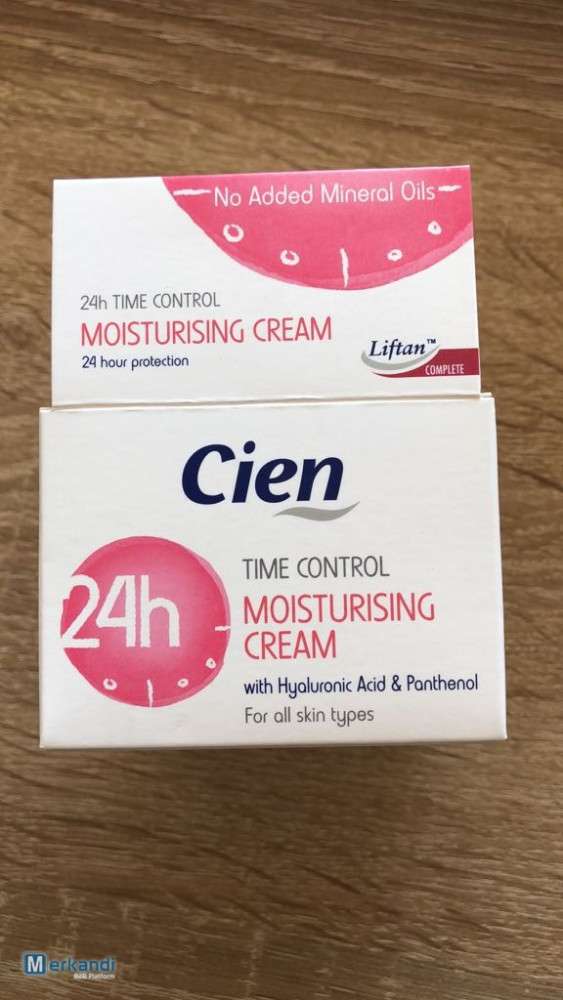 No Added Mineral Oils
24h TIME CONTROL
MOISTURISING CREAM
24 hour protection
Liftan™
COMPLETE
Cien
24h
TIME CONTROL
MOISTURISING
CREAM
with Hyaluronic Acid & Panthenol
For all skin types
Merkandi
B2B Platform